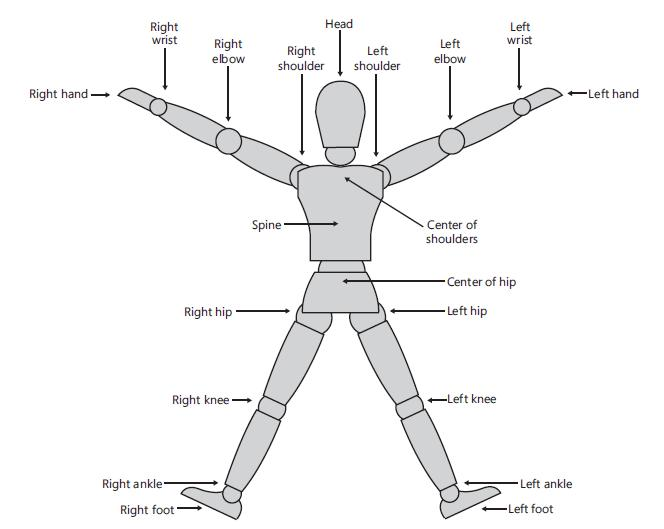 Head
Right
wrist
Left
wrist
Right
elbow
Right
shoulder
Left
shoulder
Left
elbow
Right hand
Left hand
Spine
Center of
shoulders
Center of hip
Right hip
Left hip
Right knee
Left knee
Right ankle
Left ankle
Right foot
Left foot